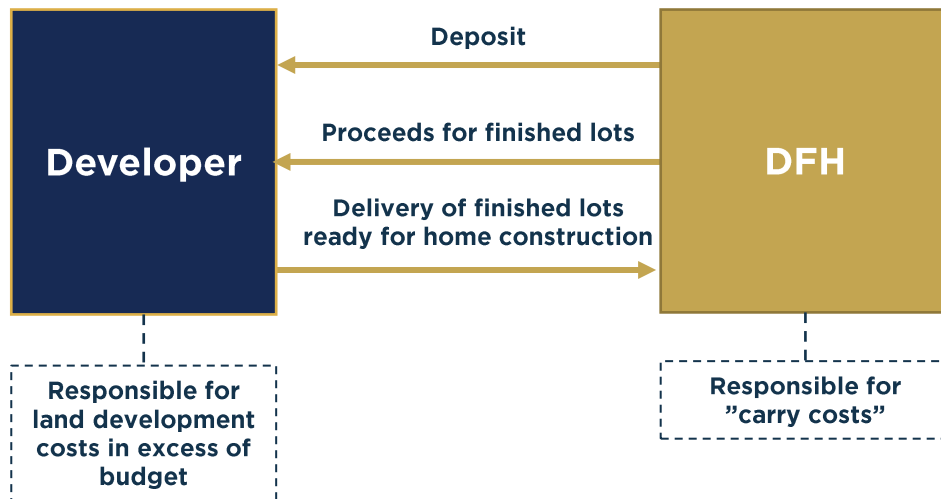 Deposit
Developer
Proceeds for finished lots
DFH
Delivery of finished lots
ready for home construction
Responsible for
land development
costs in excess of
budget
Responsible for
”carry costs”